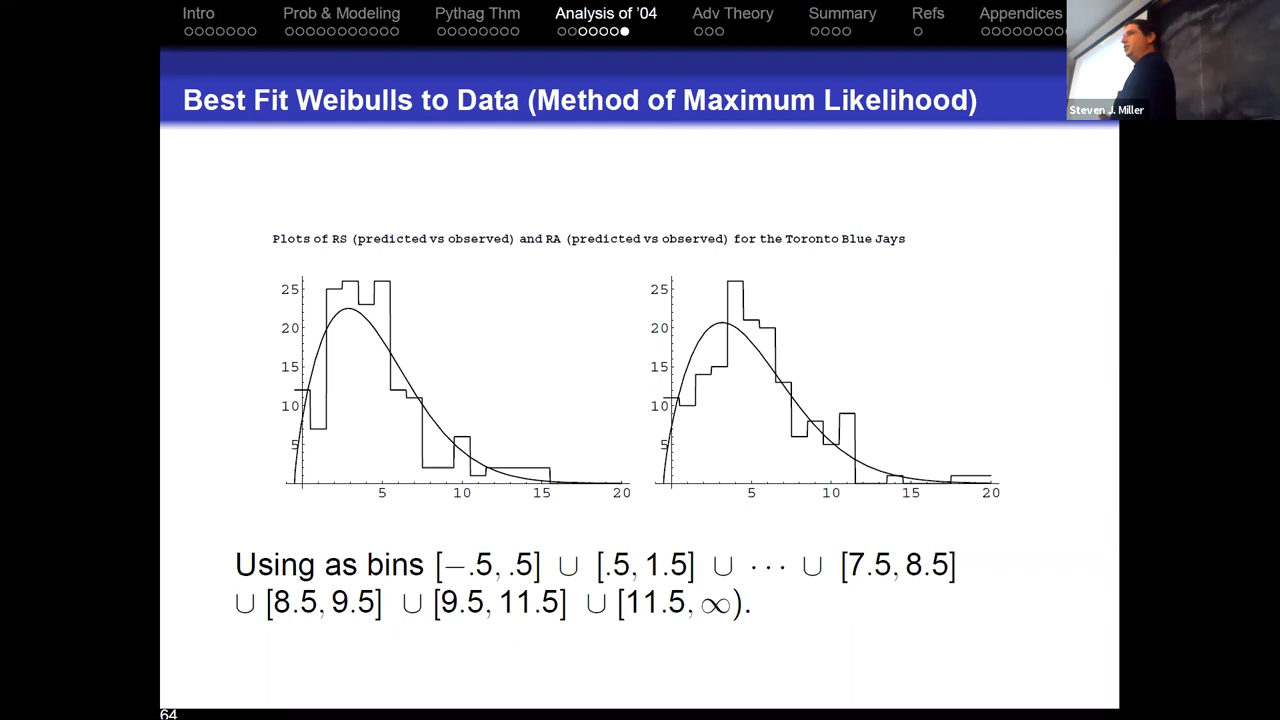 Intro Prob & Modeling Pythag Thm Analysis of '04 Adv Theory Summary Refs Appendices
Steven J. Miller
Best Fit Weibulls to Data (Method of Maximum Likelihood)
Plots of RS (predicted vs observed) and RA (predicted vs observed) for the Toronto Blue Jays
25 25
20 20
15 15
10 10
5 5
5 10 15 20 5 10 15 20
Using as bins [−.5, .5] ∪ [.5, 1.5] ∪ ⋯ ∪ [7.5, 8.5]
∪ [8.5, 9.5] ∪ [9.5, 11.5] ∪ [11.5, ∞).
64